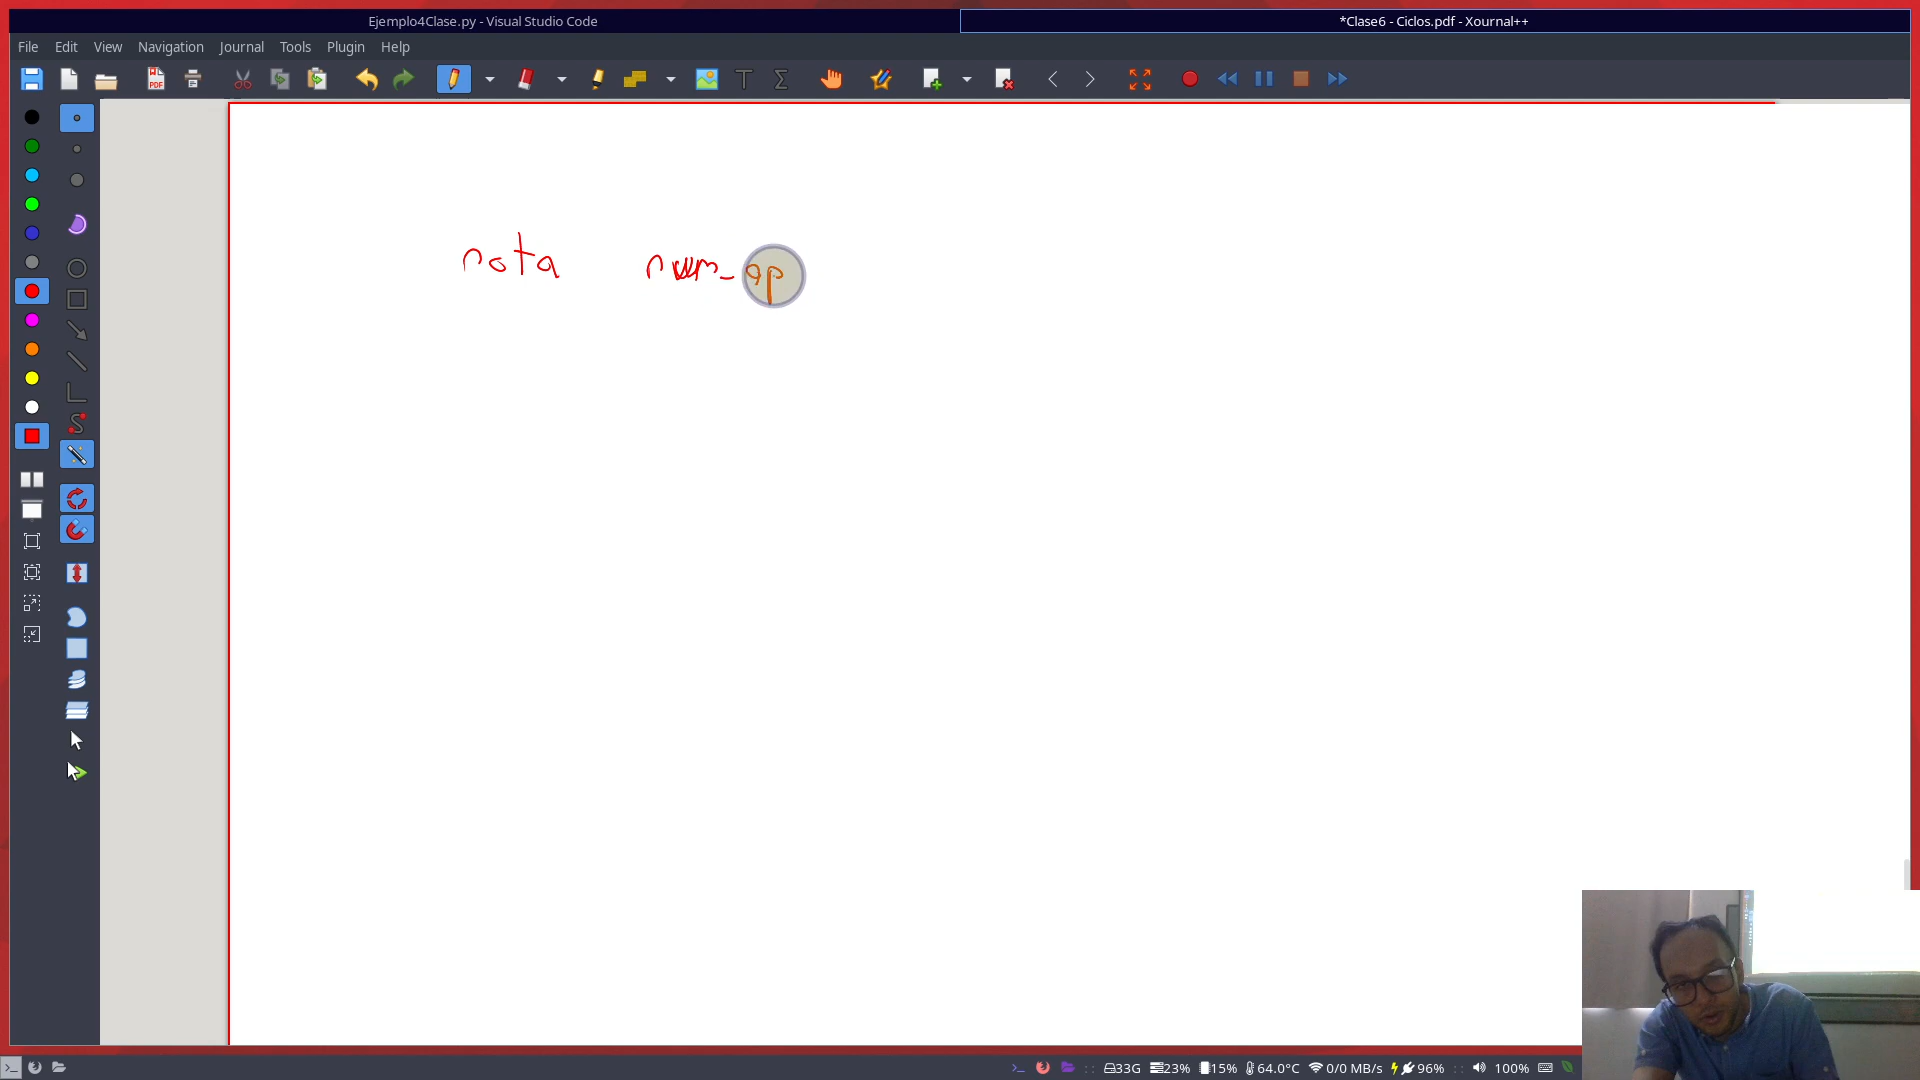 Ejemplo4Clase.py - Visual Studio Code
*Clase6 - Ciclos.pdf - Xournal++
File Edit View Navigation Journal Tools Plugin Help
nota num_ap
33G 23% 15% 64.0°C 0/0 MB/s 96% :: 100%